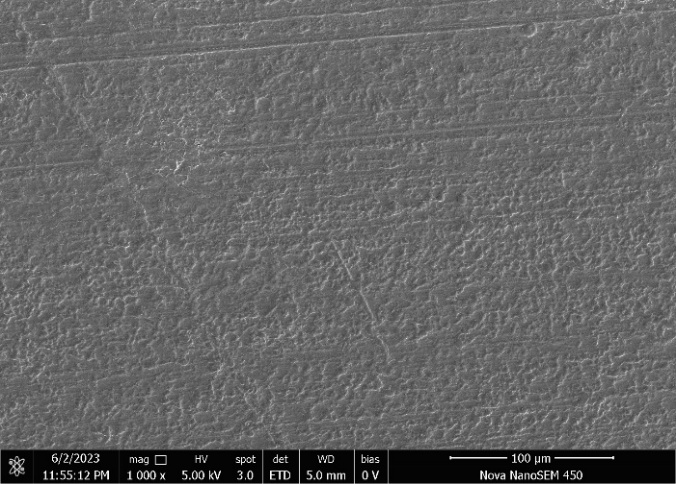 6/2/2023
11:55:12 PM
mag
1 000 x
HV
5.00 kV
spot
3.0
det
ETD
WD
5.0 mm
bias
0 V
100 µm
Nova NanoSEM 450